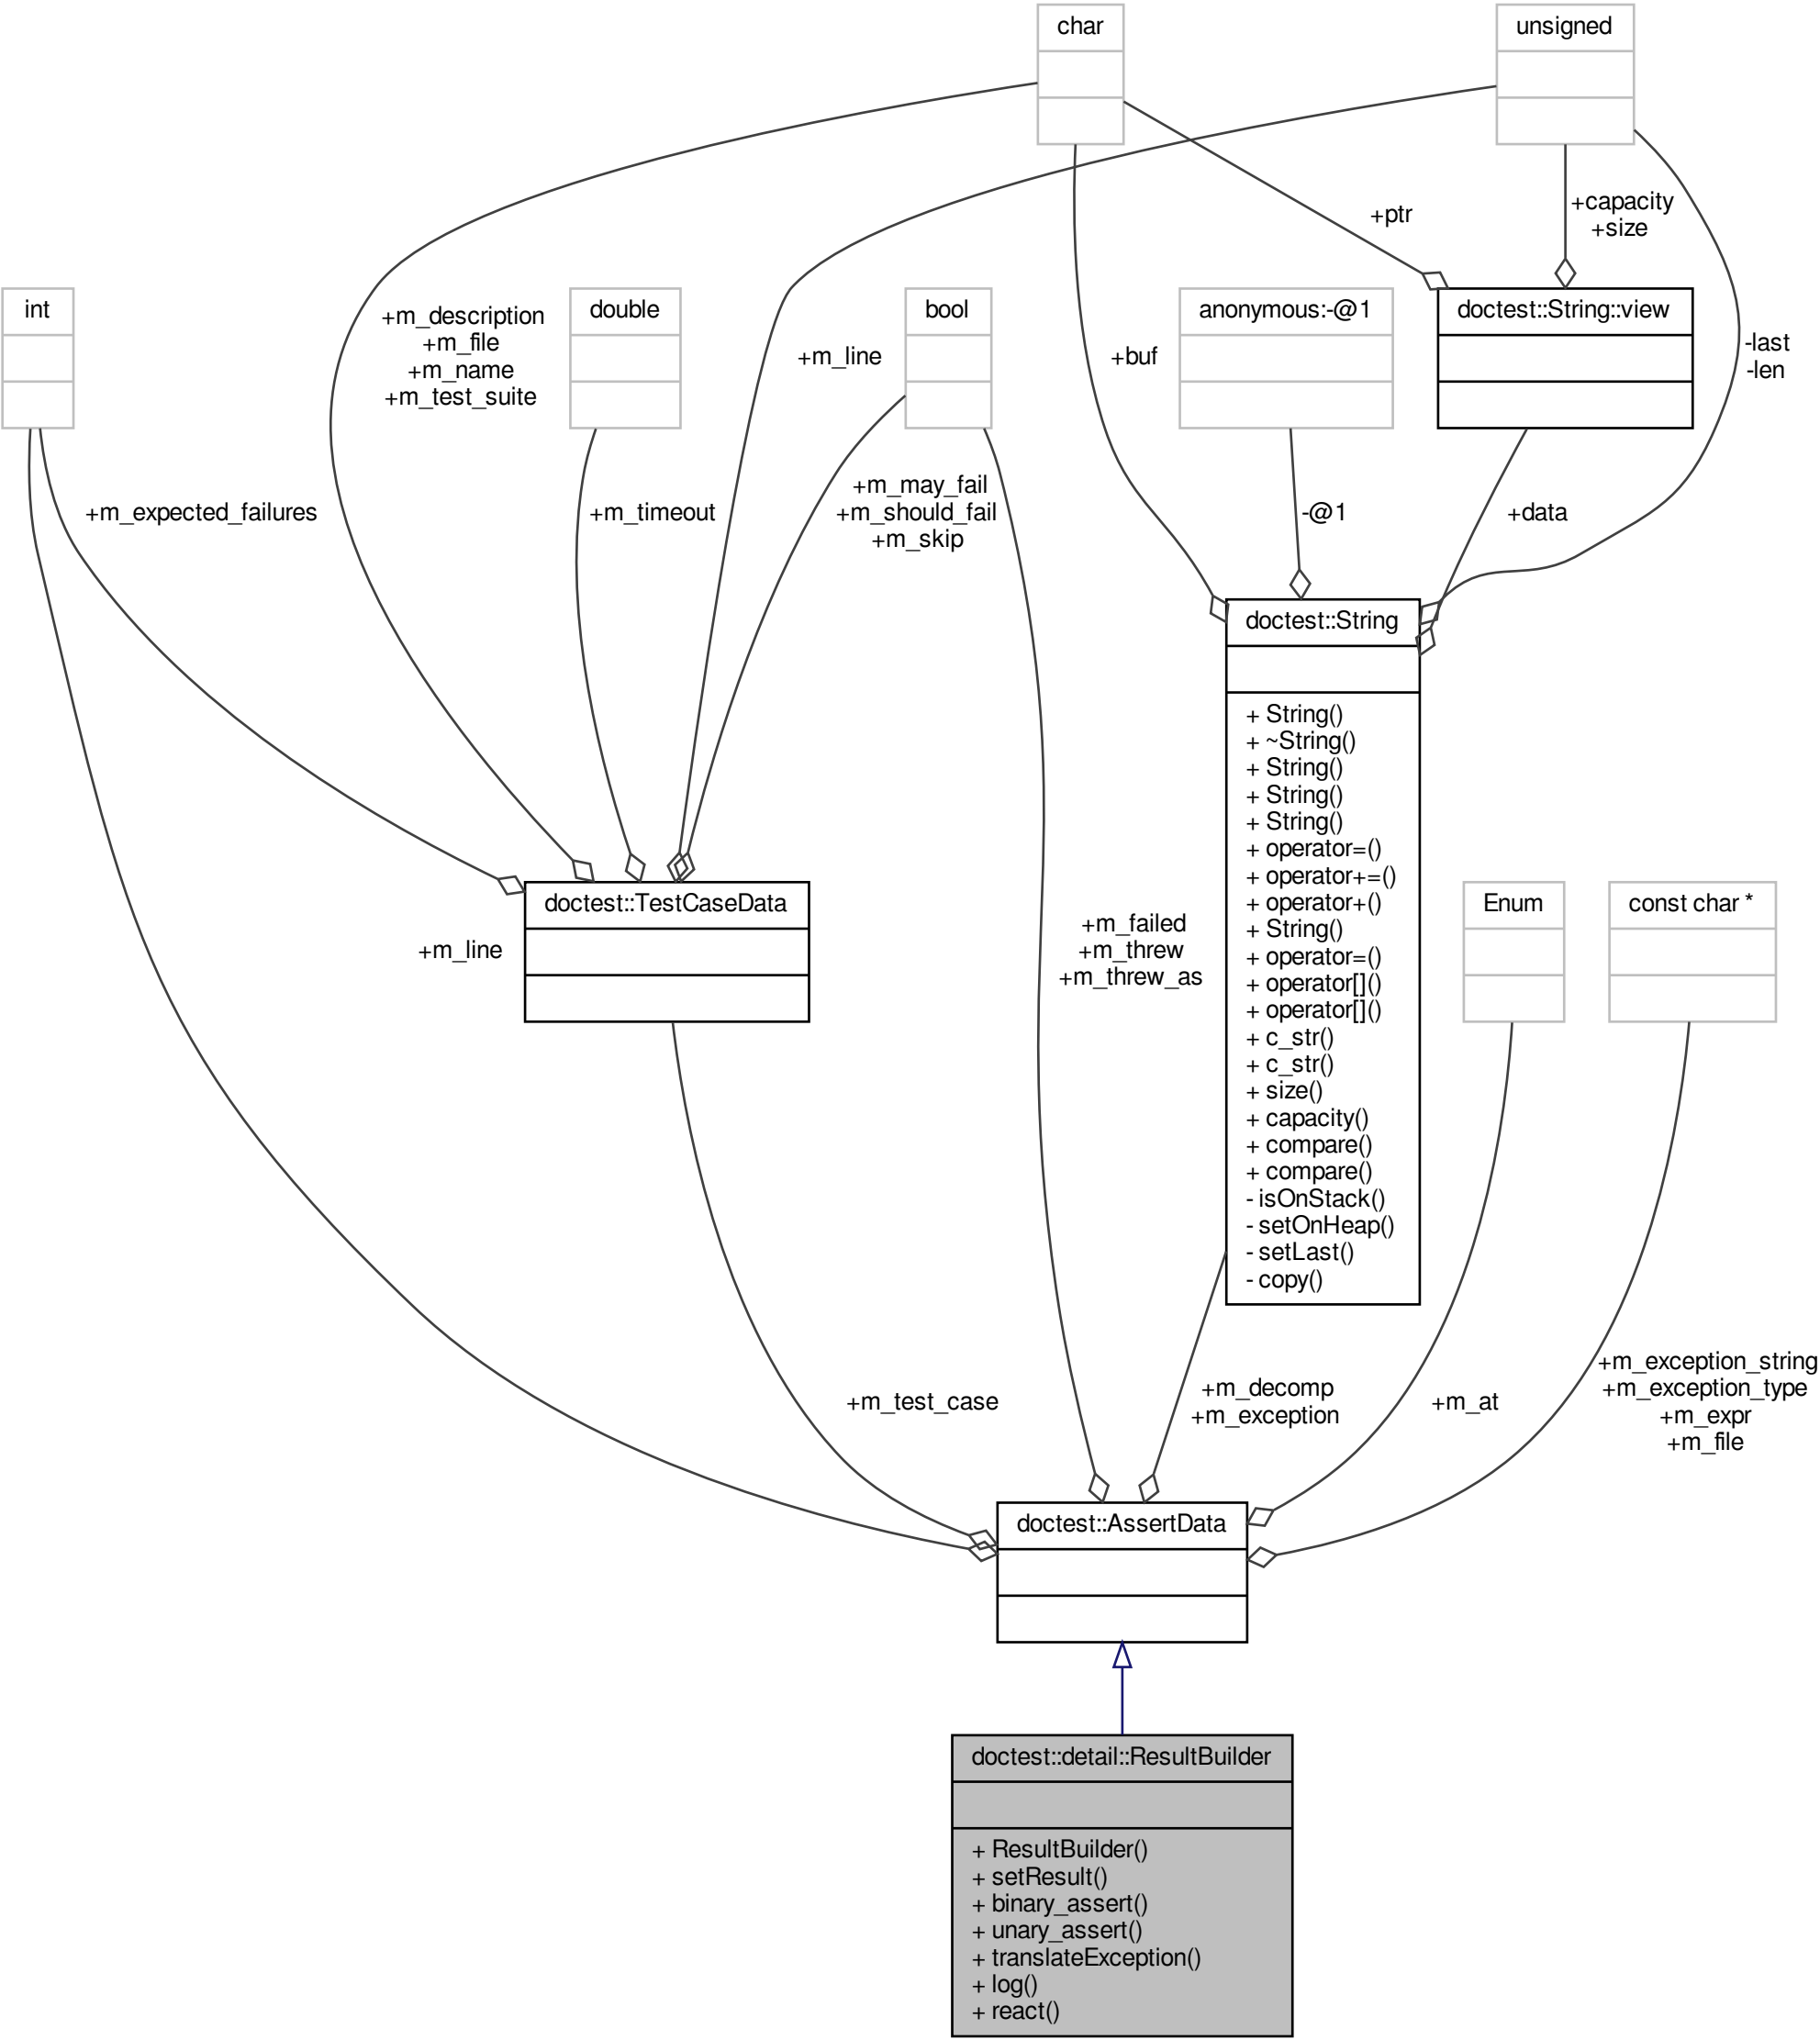 char
unsigned
+ptr
+capacity
+size
int
+m_description
+m_file
+m_name
+m_test_suite
double
+m_line
bool
+buf
anonymous:-@1
doctest::String::view
-last
-len
+m_expected_failures
+m_timeout
+m_may_fail
+m_should_fail
+m_skip
-@1
+data
doctest::String
+ String()
+ ~String()
+ String()
+ String()
+ String()
+ operator=()
+ operator+=()
+ operator+()
+ String()
+ operator=()
+ operator[]()
+ operator[]()
+ c_str()
+ c_str()
+ size()
+ capacity()
+ compare()
+ compare()
- isOnStack()
- setOnHeap()
- setLast()
- copy()
+m_line
doctest::TestCaseData
+m_failed
+m_threw
+m_threw_as
Enum
const char *
+m_test_case
+m_decomp
+m_exception
+m_at
+m_exception_string
+m_exception_type
+m_expr
+m_file
doctest::AssertData
doctest::detail::ResultBuilder
+ ResultBuilder()
+ setResult()
+ binary_assert()
+ unary_assert()
+ translateException()
+ log()
+ react()